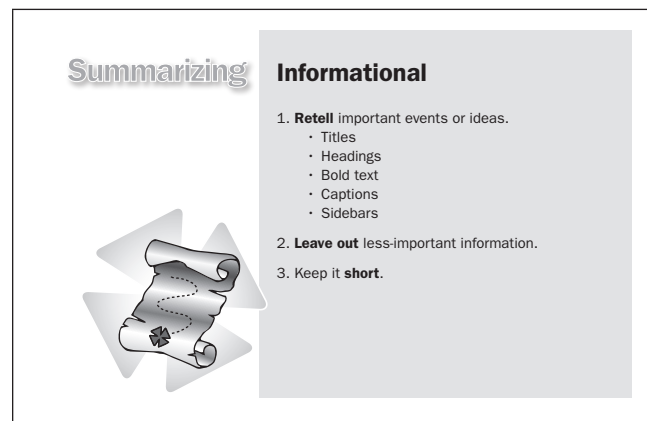 Summarizing
Informational
1. Retell important events or ideas.
• Titles
• Headings
• Bold text
• Captions
• Sidebars
2. Leave out less-important information.
3. Keep it short.